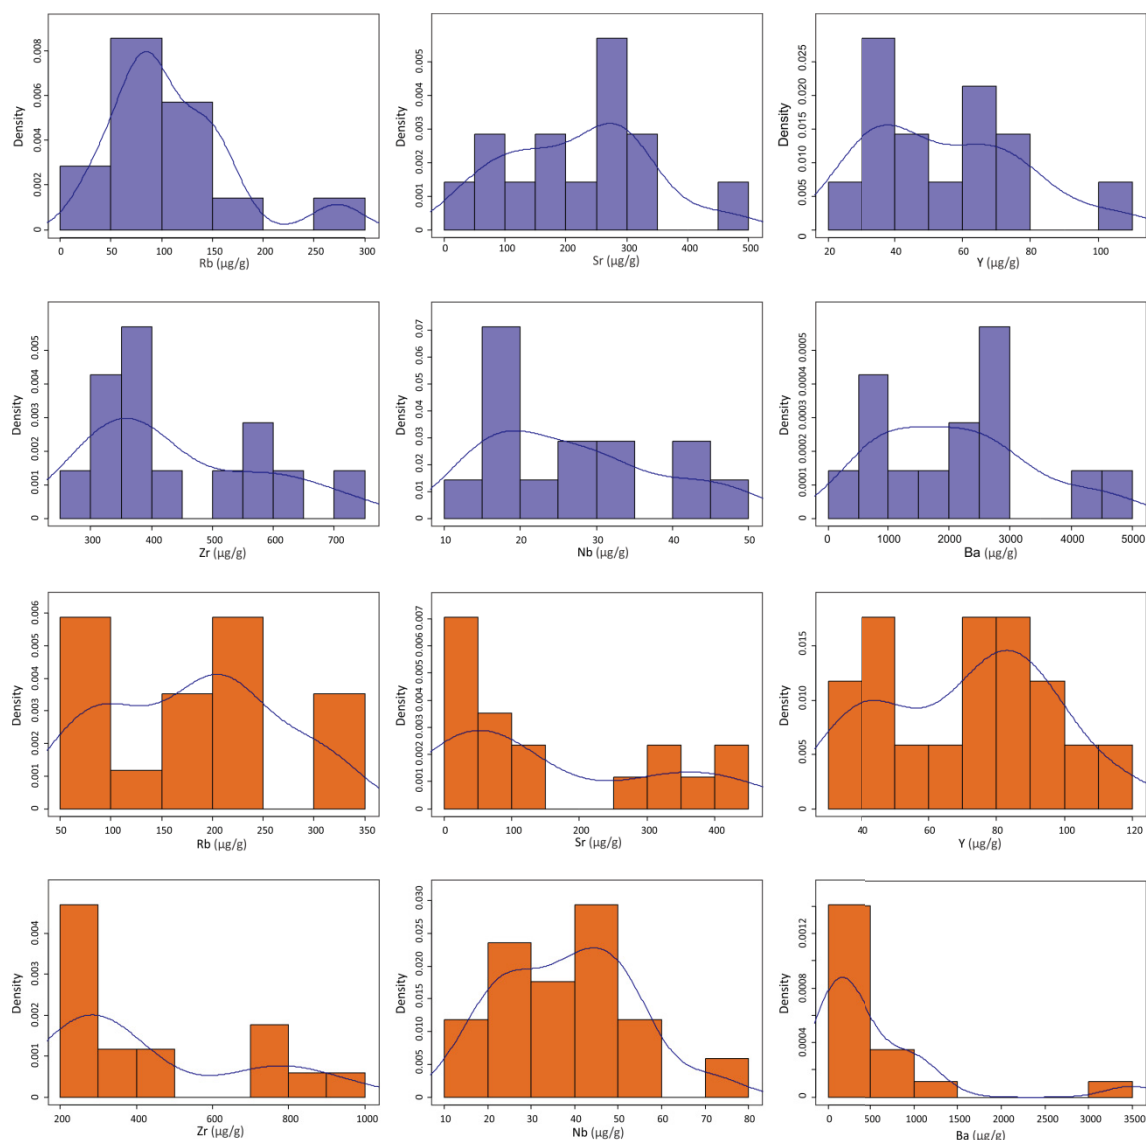 Density
0 0.002 0.004 0.006 0.008
0 50 100 150 200 250 300
Rb (µg/g)
Density
0 0.001 0.002 0.003 0.004 0.005
0 100 200 300 400 500
Sr (µg/g)
Density
0 0.005 0.010 0.015 0.020 0.025
20 40 60 80 100
Y (µg/g)
Density
0 0.001 0.002 0.003 0.004 0.005
300 400 500 600 700
Zr (µg/g)
Density
0 0.01 0.02 0.03 0.04 0.05 0.06 0.07
10 20 30 40 50
Nb (µg/g)
Density
0 0.0001 0.0002 0.0003 0.0004 0.0005
0 1000 2000 3000 4000 5000
Ba (µg/g)
Density
0 0.001 0.002 0.003 0.004 0.005 0.006
50 100 150 200 250 300 350
Rb (µg/g)
Density
0 0.001 0.002 0.003 0.004 0.005 0.006 0.007
0 100 200 300 400
Sr (µg/g)
Density
0 0.005 0.010 0.015
40 60 80 100 120
Y (µg/g)
Density
0 0.001 0.002 0.003 0.004
200 400 600 800 1000
Zr (µg/g)
Density
0 0.005 0.010 0.015 0.020 0.025 0.030
10 20 30 40 50 60 70 80
Nb (µg/g)
Density
0 0.0004 0.0008 0.0012
0 500 1000 1500 2000 2500 3000 3500
Ba (µg/g)